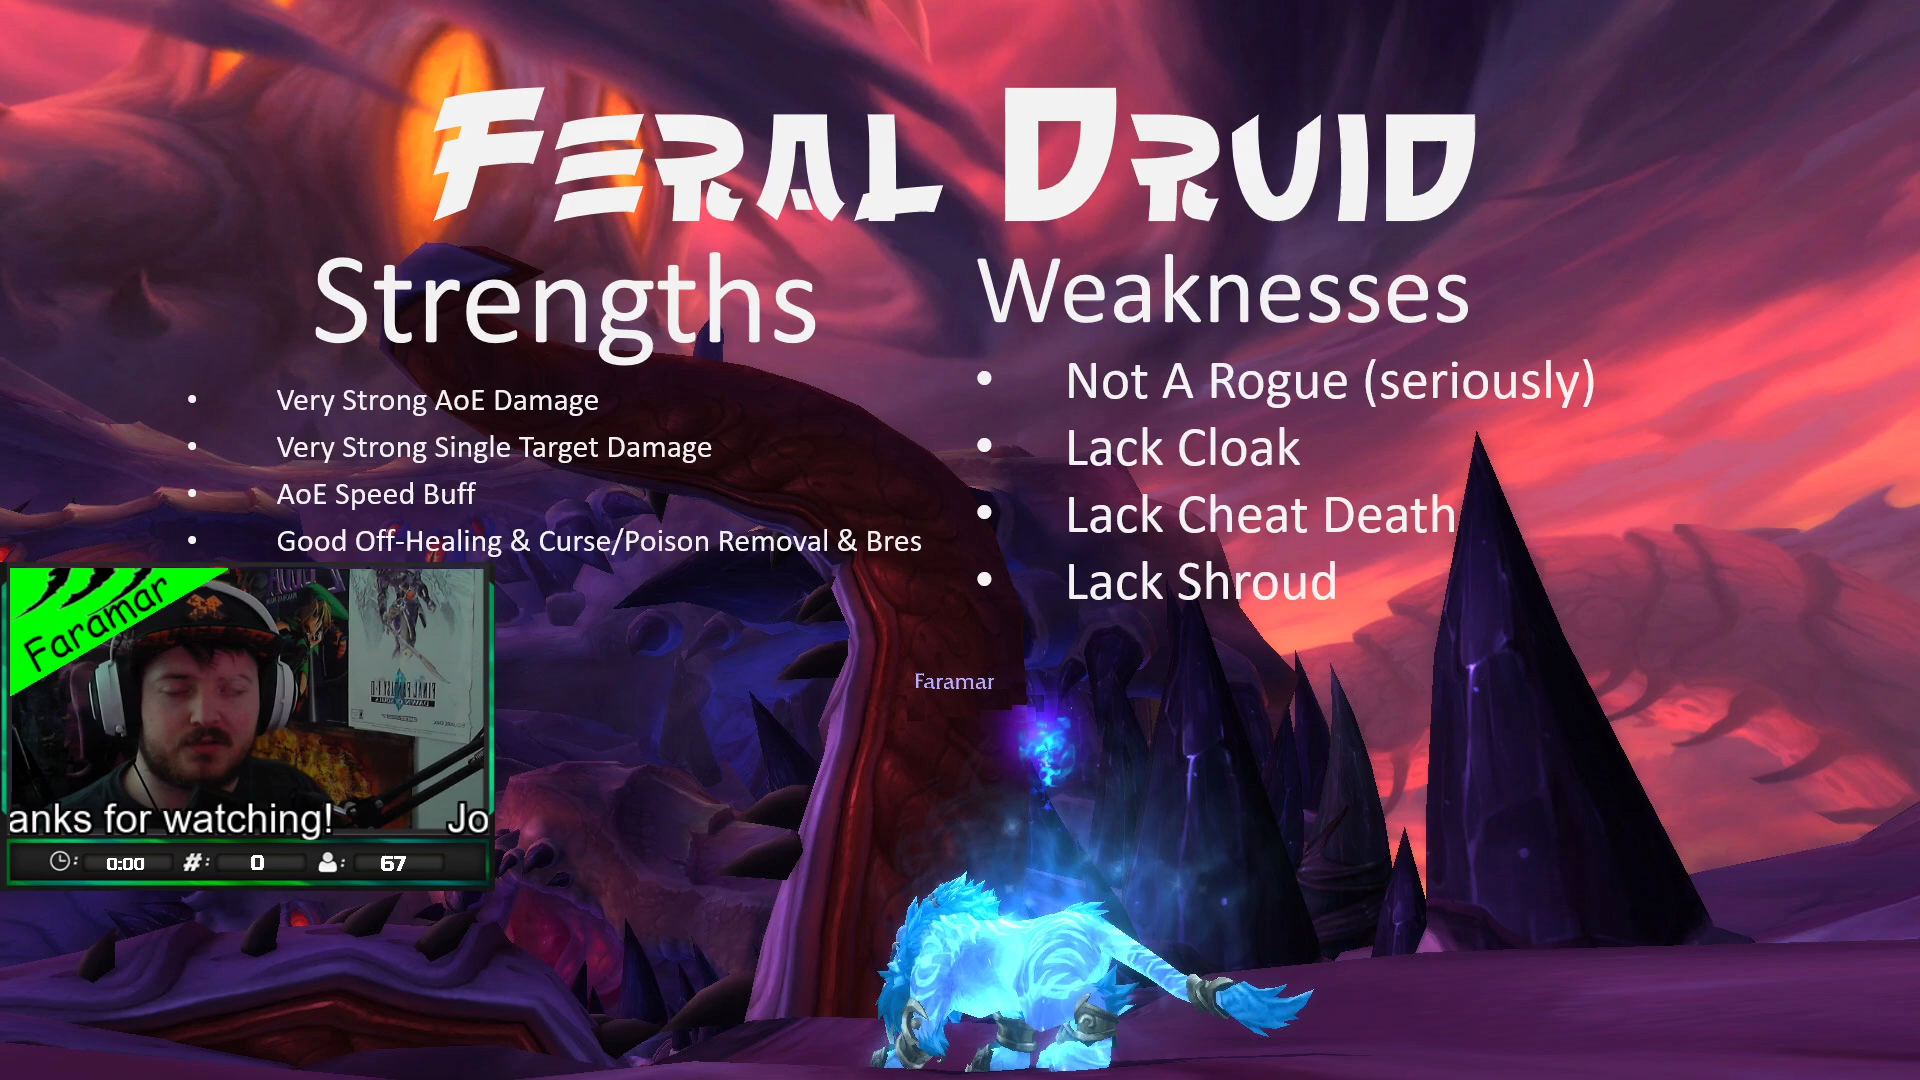 Feral Druid
Strengths
• Very Strong AoE Damage
• Very Strong Single Target Damage
• AoE Speed Buff
• Good Off-Healing & Curse/Poison Removal & Bres
Weaknesses
• Not A Rogue (seriously)
• Lack Cloak
• Lack Cheat Death
• Lack Shroud
Faramar
Faramar
anks for watching! Jo
: 0:00 #: 0 : 67